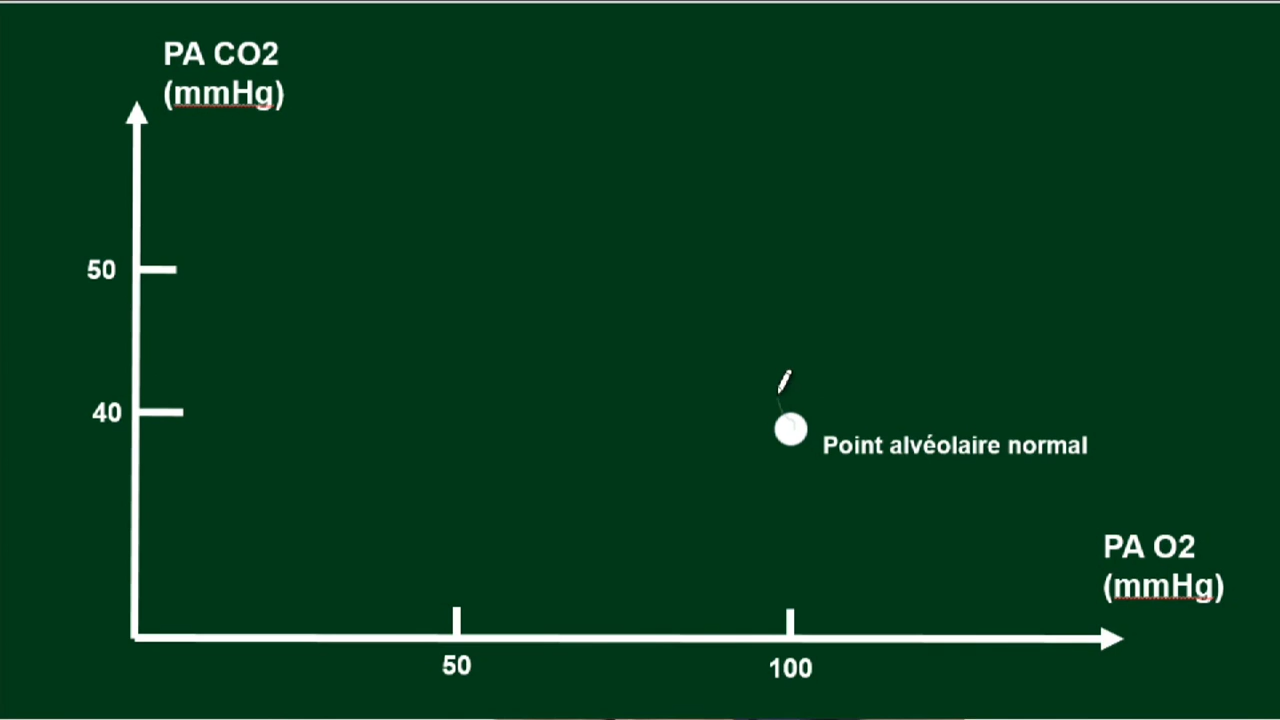 PA CO2
(mmHg)
50
40
Point alvéolaire normal
PA O2
(mmHg)
50
100